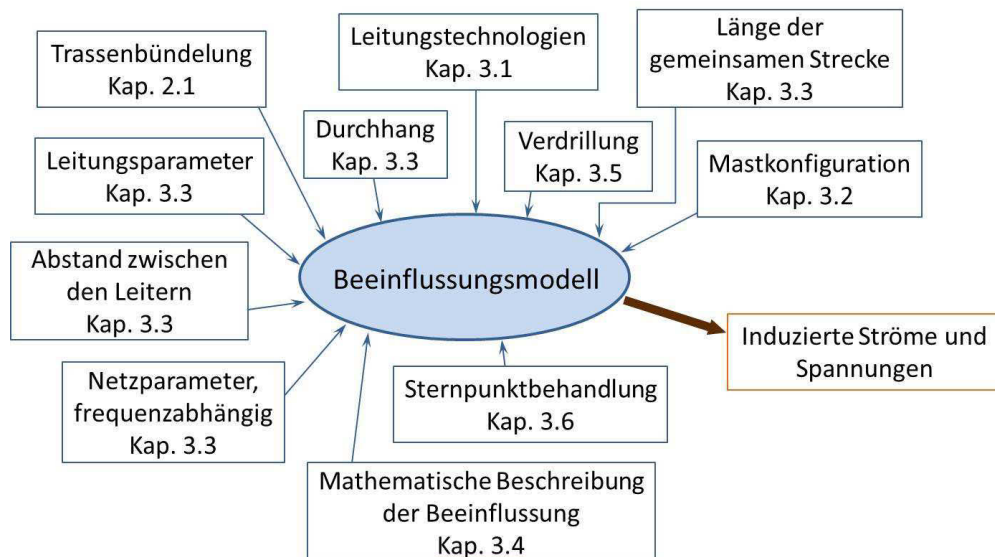 Trassenbündelung
Kap. 2.1
Leitungstechnologien
Kap. 3.1
Länge der
gemeinsamen Strecke
Kap. 3.3
Durchhang
Kap. 3.3
Verdrillung
Kap. 3.5
Leitungsparameter
Kap. 3.3
Mastkonfiguration
Kap. 3.2
Abstand zwischen
den Leitern
Kap. 3.3
Beeinflussungsmodell
Induzierte Ströme und
Spannungen
Netzparameter,
frequenzabhängig
Kap. 3.3
Sternpunktbehandlung
Kap. 3.6
Mathematische Beschreibung
der Beeinflussung
Kap. 3.4